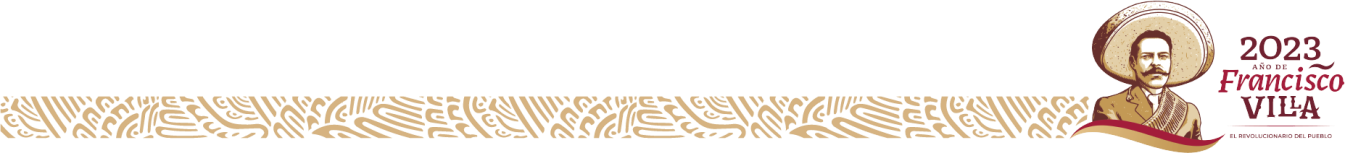 2023
AÑO DE
Francisco
VILLA
EL REVOLUCIONARIO DEL PUEBLO